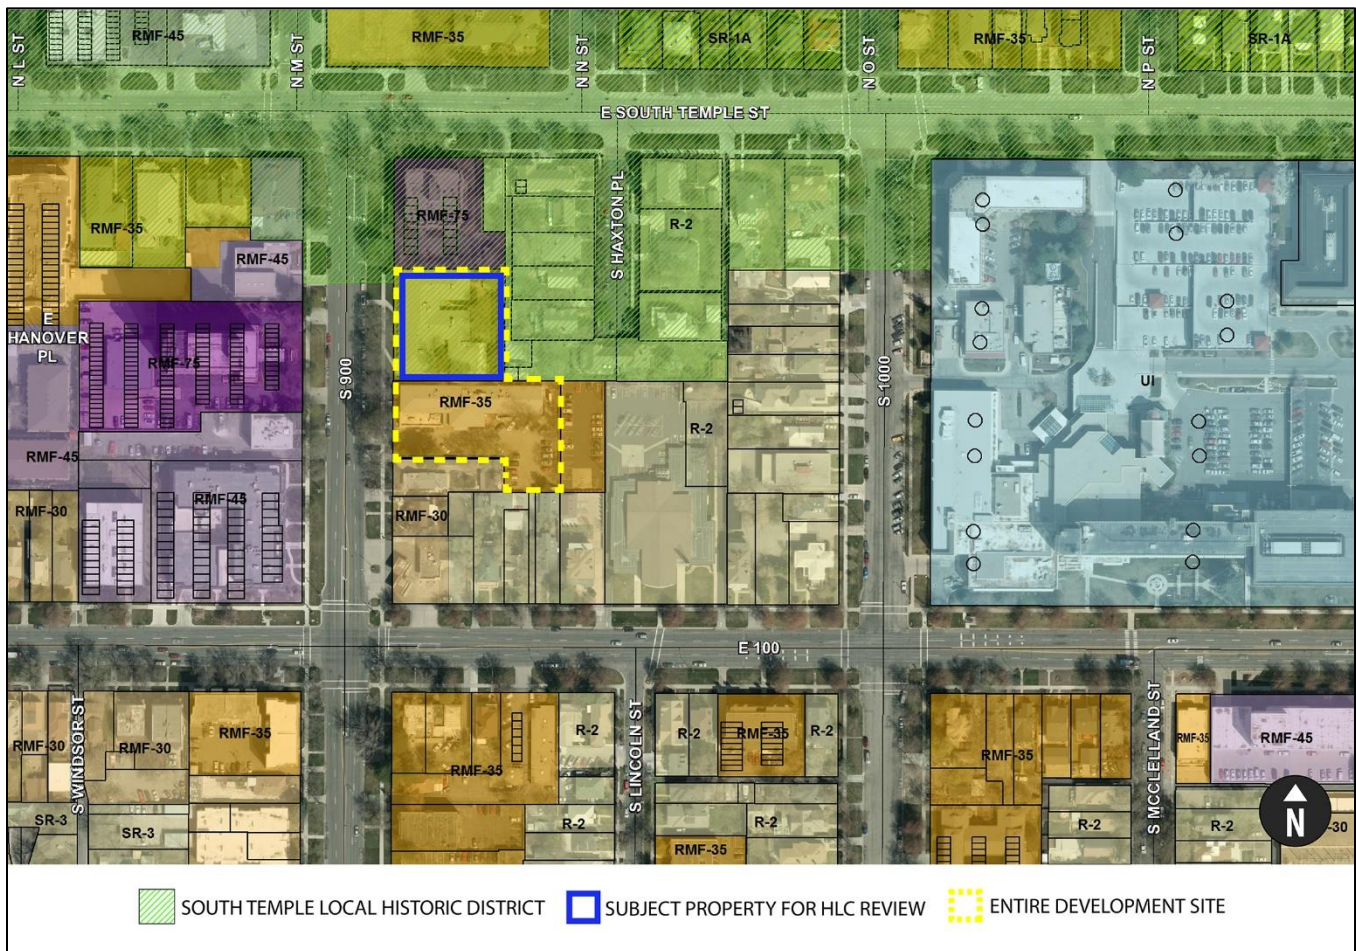 RMF-45
RMF-35
SR-1A
RMF-35
SR-1A
N L ST
N M ST
N N ST
N O ST
N P ST
E SOUTH TEMPLE ST
RMF-35
RMF-75
S HAXTON PL
R-2
RMF-45
E
HANOVER
PL
RMF-75
S 900
S 1000
UI
RMF-35
R-2
RMF-45
RMF-45
RMF-30
RMF-30
E 100
S WINDSOR ST
S LINCOLN ST
S MCCLELLAND ST
RMF-30
RMF-30
RMF-35
RMF-35
R-2
R-2
RMF-35
R-2
RMF-35
RMF-35
RMF-45
SR-3
SR-3
R-2
R-2
RMF-35
R-2
R-2
-30
N
SOUTH TEMPLE LOCAL HISTORIC DISTRICT
SUBJECT PROPERTY FOR HLC REVIEW
ENTIRE DEVELOPMENT SITE